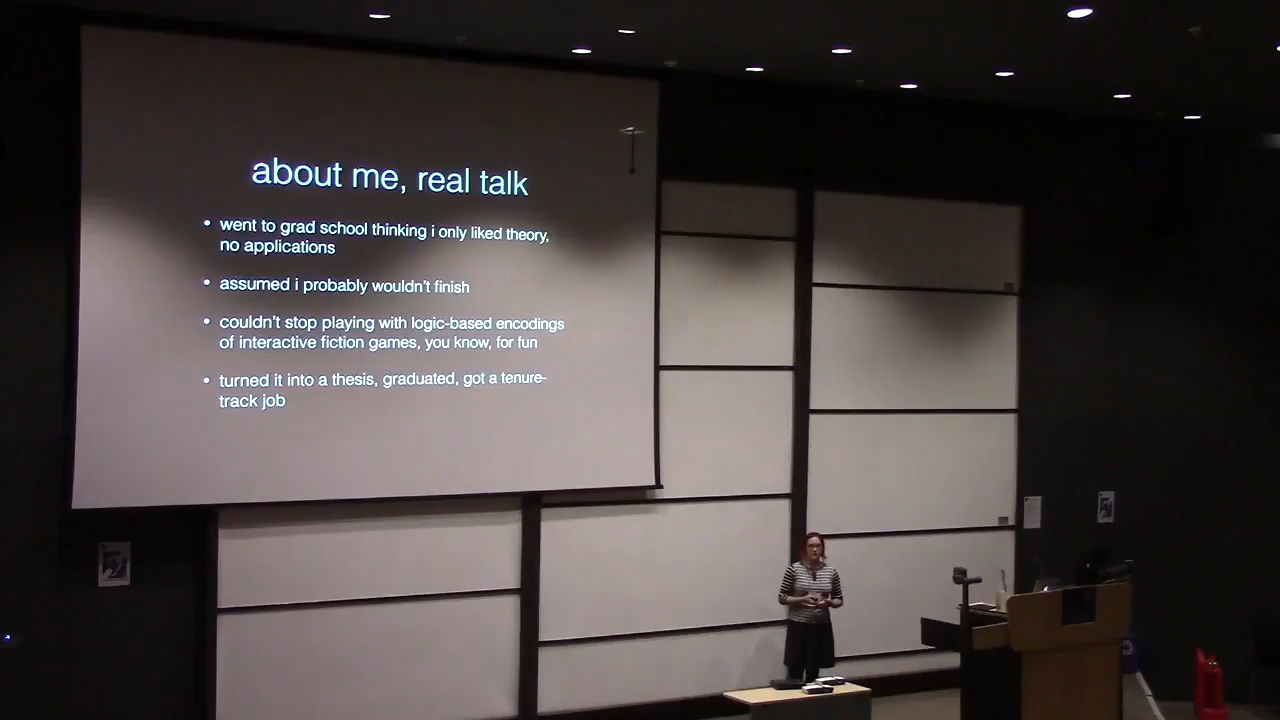 about me, real talk
• went to grad school thinking i only liked theory,
no applications
• assumed i probably wouldn't finish
• couldn't stop playing with logic-based encodings
of interactive fiction games, you know, for fun
• turned it into a thesis, graduated, got a tenure-
track job